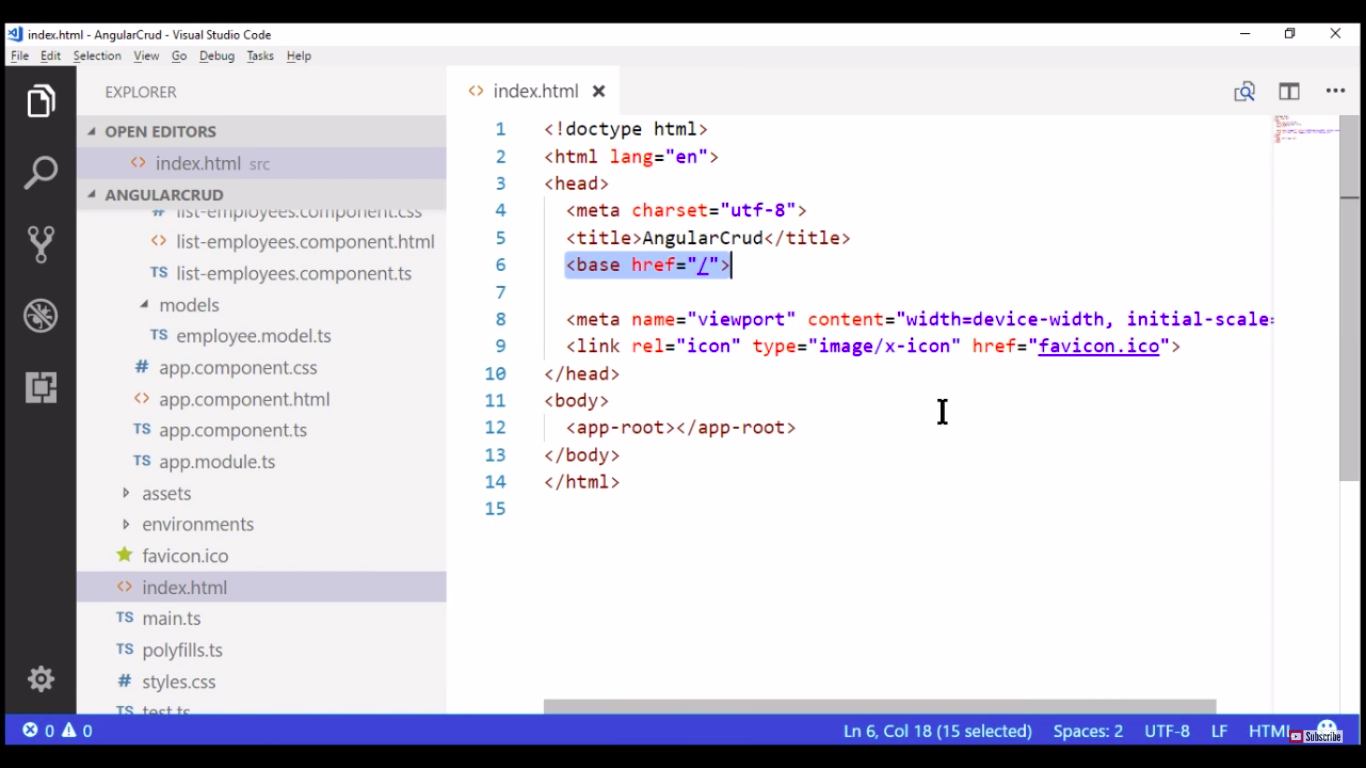 index.html - AngularCrud - Visual Studio Code
File Edit Selection View Go Debug Tasks Help
EXPLORER
OPEN EDITORS
index.html src
ANGULARCRUD
list-employees.component.css
list-employees.component.html
list-employees.component.ts
models
employee.model.ts
app.component.css
app.component.html
app.component.ts
app.module.ts
assets
environments
favicon.ico
index.html
main.ts
polyfills.ts
styles.css
test.ts
index.html
1 <!doctype html>
2 <html lang="en">
3 <head>
4 <meta charset="utf-8">
5 <title>AngularCrud</title>
6 <base href="/">
7
8 <meta name="viewport" content="width=device-width, initial-scale=
9 <link rel="icon" type="image/x-icon" href="favicon.ico">
10 </head>
11 <body>
12 <app-root></app-root>
13 </body>
14 </html>
15
0 0 Ln 6, Col 18 (15 selected) Spaces: 2 UTF-8 LF HTML
Subscribe